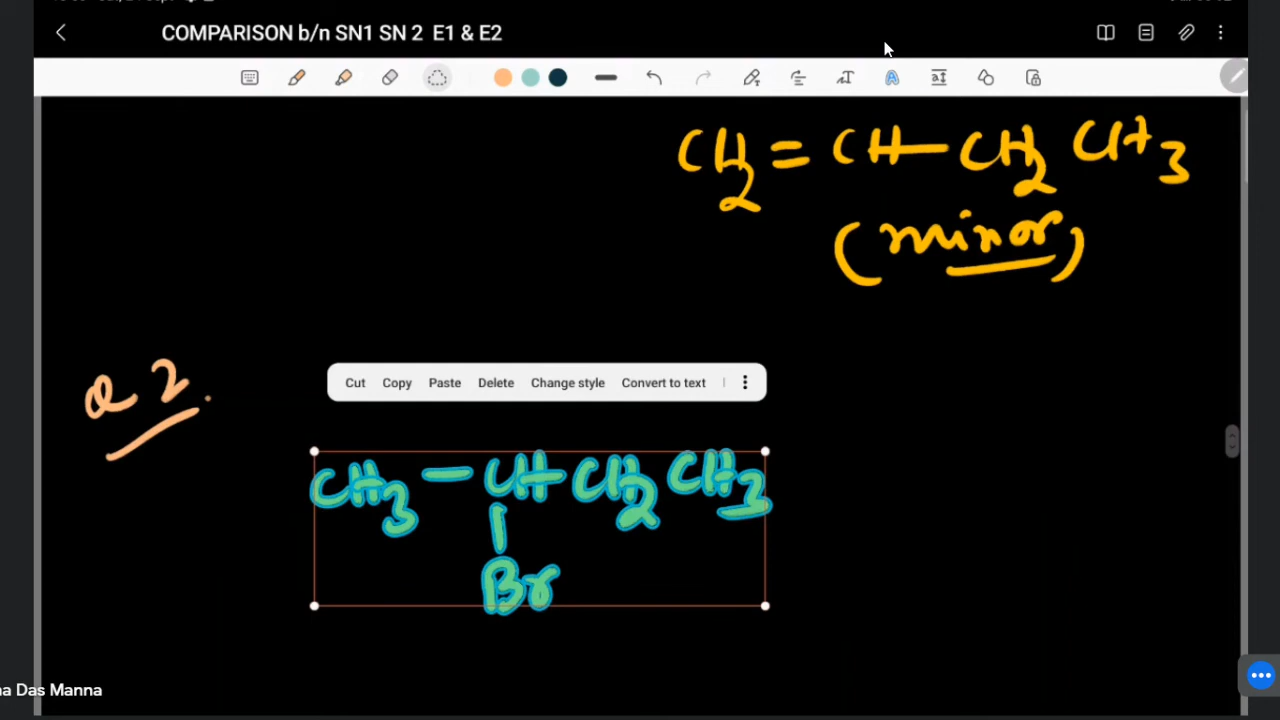 COMPARISON b/n SN1 SN 2 E1 & E2
CH2 = CH — CH2 CH3
(minor)
Q 2.
Cut Copy Paste Delete Change style Convert to text
CH3 — CH CH2 CH3
|
Br
Das Manna